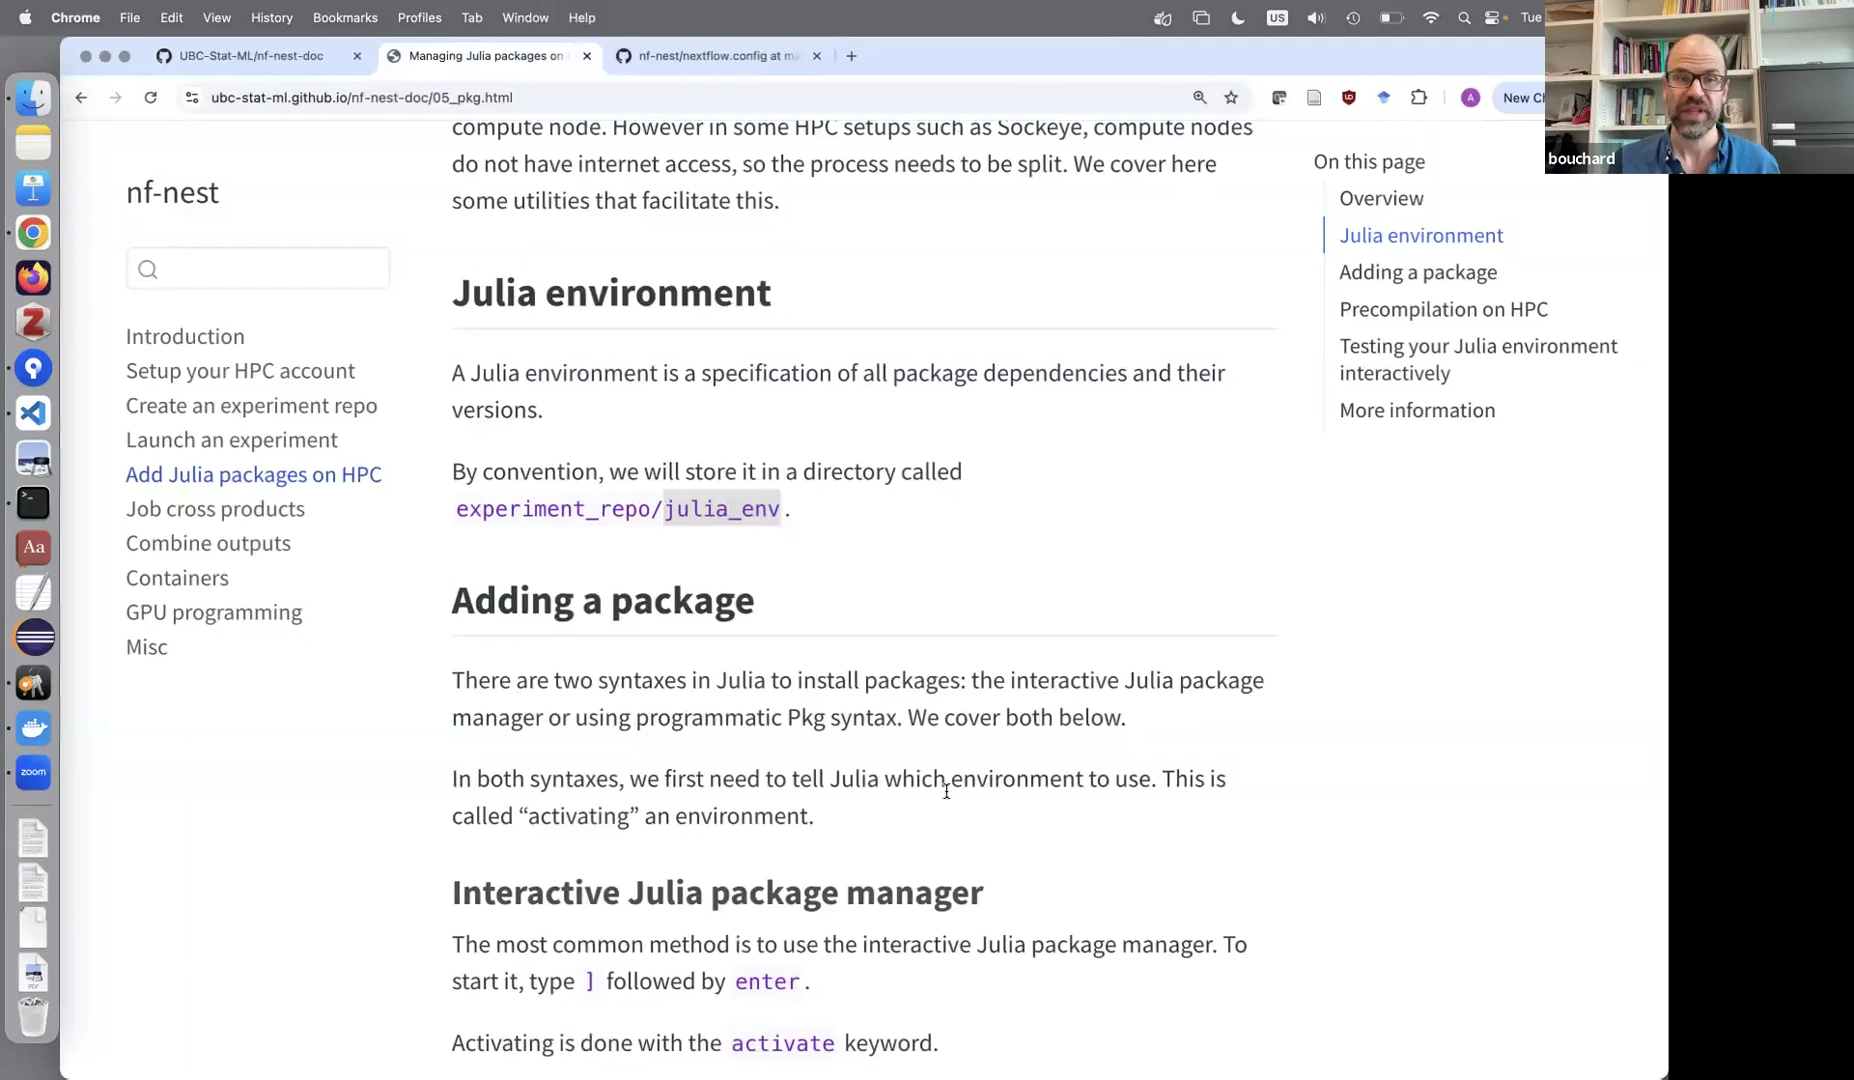 Chrome File Edit View History Bookmarks Profiles Tab Window Help US Tue
UBC-Stat-ML/nf-nest-doc Managing Julia packages on nf-nest/nextflow.config at ma
ubc-stat-ml.github.io/nf-nest-doc/05_pkg.html A New Ch
bouchard
nf-nest
Introduction
Setup your HPC account
Create an experiment repo
Launch an experiment
Add Julia packages on HPC
Job cross products
Combine outputs
Containers
GPU programming
Misc
compute node. However in some HPC setups such as Sockeye, compute nodes
do not have internet access, so the process needs to be split. We cover here
some utilities that facilitate this.
Julia environment
A Julia environment is a specification of all package dependencies and their
versions.
By convention, we will store it in a directory called
experiment_repo/julia_env.
Adding a package
There are two syntaxes in Julia to install packages: the interactive Julia package
manager or using programmatic Pkg syntax. We cover both below.
In both syntaxes, we first need to tell Julia which environment to use. This is
called “activating” an environment.
Interactive Julia package manager
The most common method is to use the interactive Julia package manager. To
start it, type ] followed by enter.
Activating is done with the activate keyword.
On this page
Overview
Julia environment
Adding a package
Precompilation on HPC
Testing your Julia environment
interactively
More information
Z
Aa
zoom
PDF